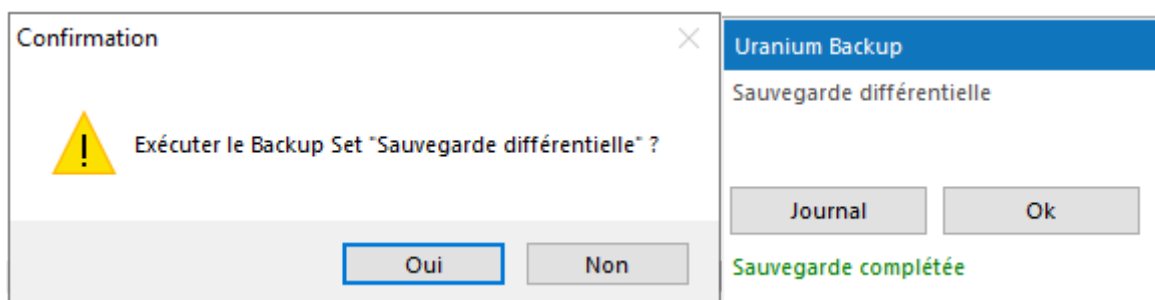 Confirmation
Exécuter le Backup Set "Sauvegarde différentielle" ?
Oui
Non
Uranium Backup
Sauvegarde différentielle
Journal
Ok
Sauvegarde complétée